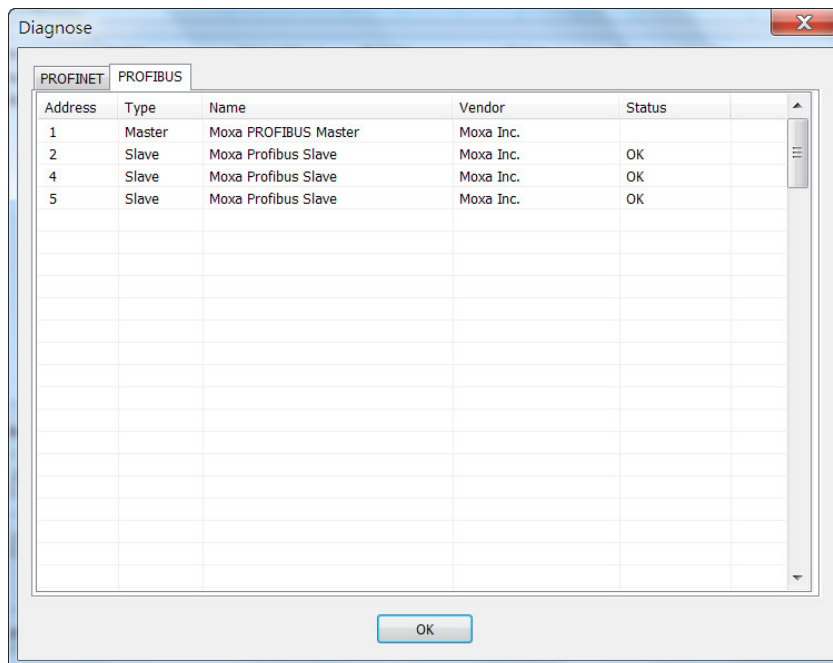 Diagnose
PROFINET PROFIBUS
Address Type Name Vendor Status
1 Master Moxa PROFIBUS Master Moxa Inc.
2 Slave Moxa Profibus Slave Moxa Inc. OK
4 Slave Moxa Profibus Slave Moxa Inc. OK
5 Slave Moxa Profibus Slave Moxa Inc. OK
OK